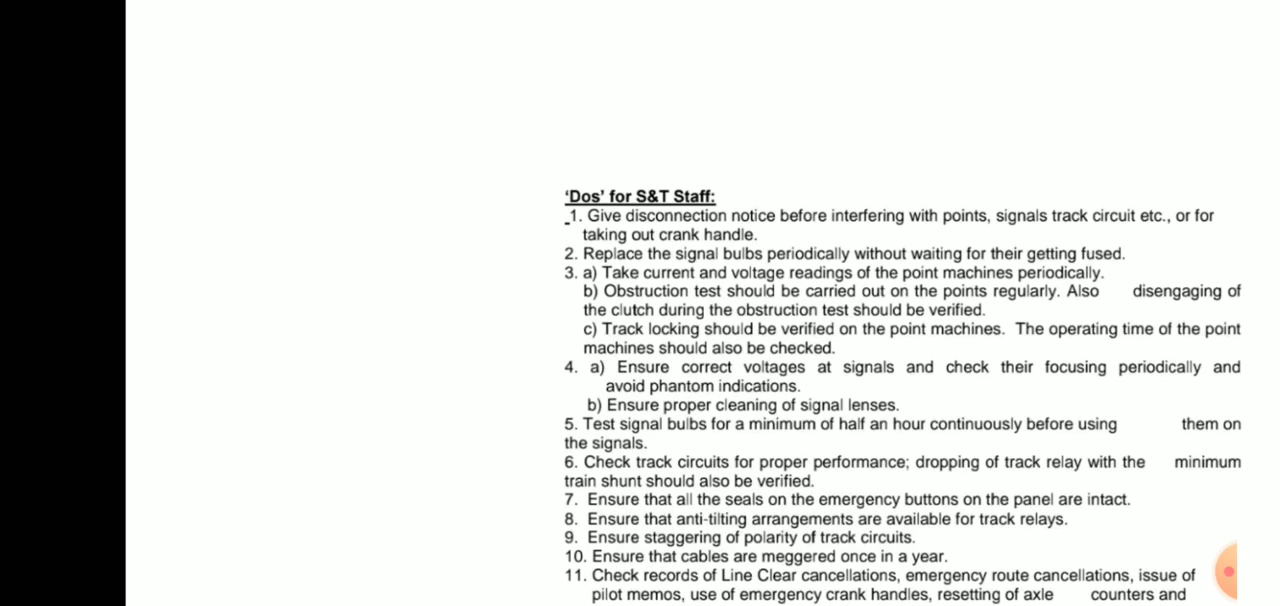 'Dos' for S&T Staff:
1. Give disconnection notice before interfering with points, signals track circuit etc., or for
taking out crank handle.
2. Replace the signal bulbs periodically without waiting for their getting fused.
3. a) Take current and voltage readings of the point machines periodically.
b) Obstruction test should be carried out on the points regularly. Also disengaging of
the clutch during the obstruction test should be verified.
c) Track locking should be verified on the point machines. The operating time of the point
machines should also be checked.
4. a) Ensure correct voltages at signals and check their focusing periodically and
avoid phantom indications.
b) Ensure proper cleaning of signal lenses.
5. Test signal bulbs for a minimum of half an hour continuously before using them on
the signals.
6. Check track circuits for proper performance; dropping of track relay with the minimum
train shunt should also be verified.
7. Ensure that all the seals on the emergency buttons on the panel are intact.
8. Ensure that anti-tilting arrangements are available for track relays.
9. Ensure staggering of polarity of track circuits.
10. Ensure that cables are meggered once in a year.
11. Check records of Line Clear cancellations, emergency route cancellations, issue of
pilot memos, use of emergency crank handles, resetting of axle counters and